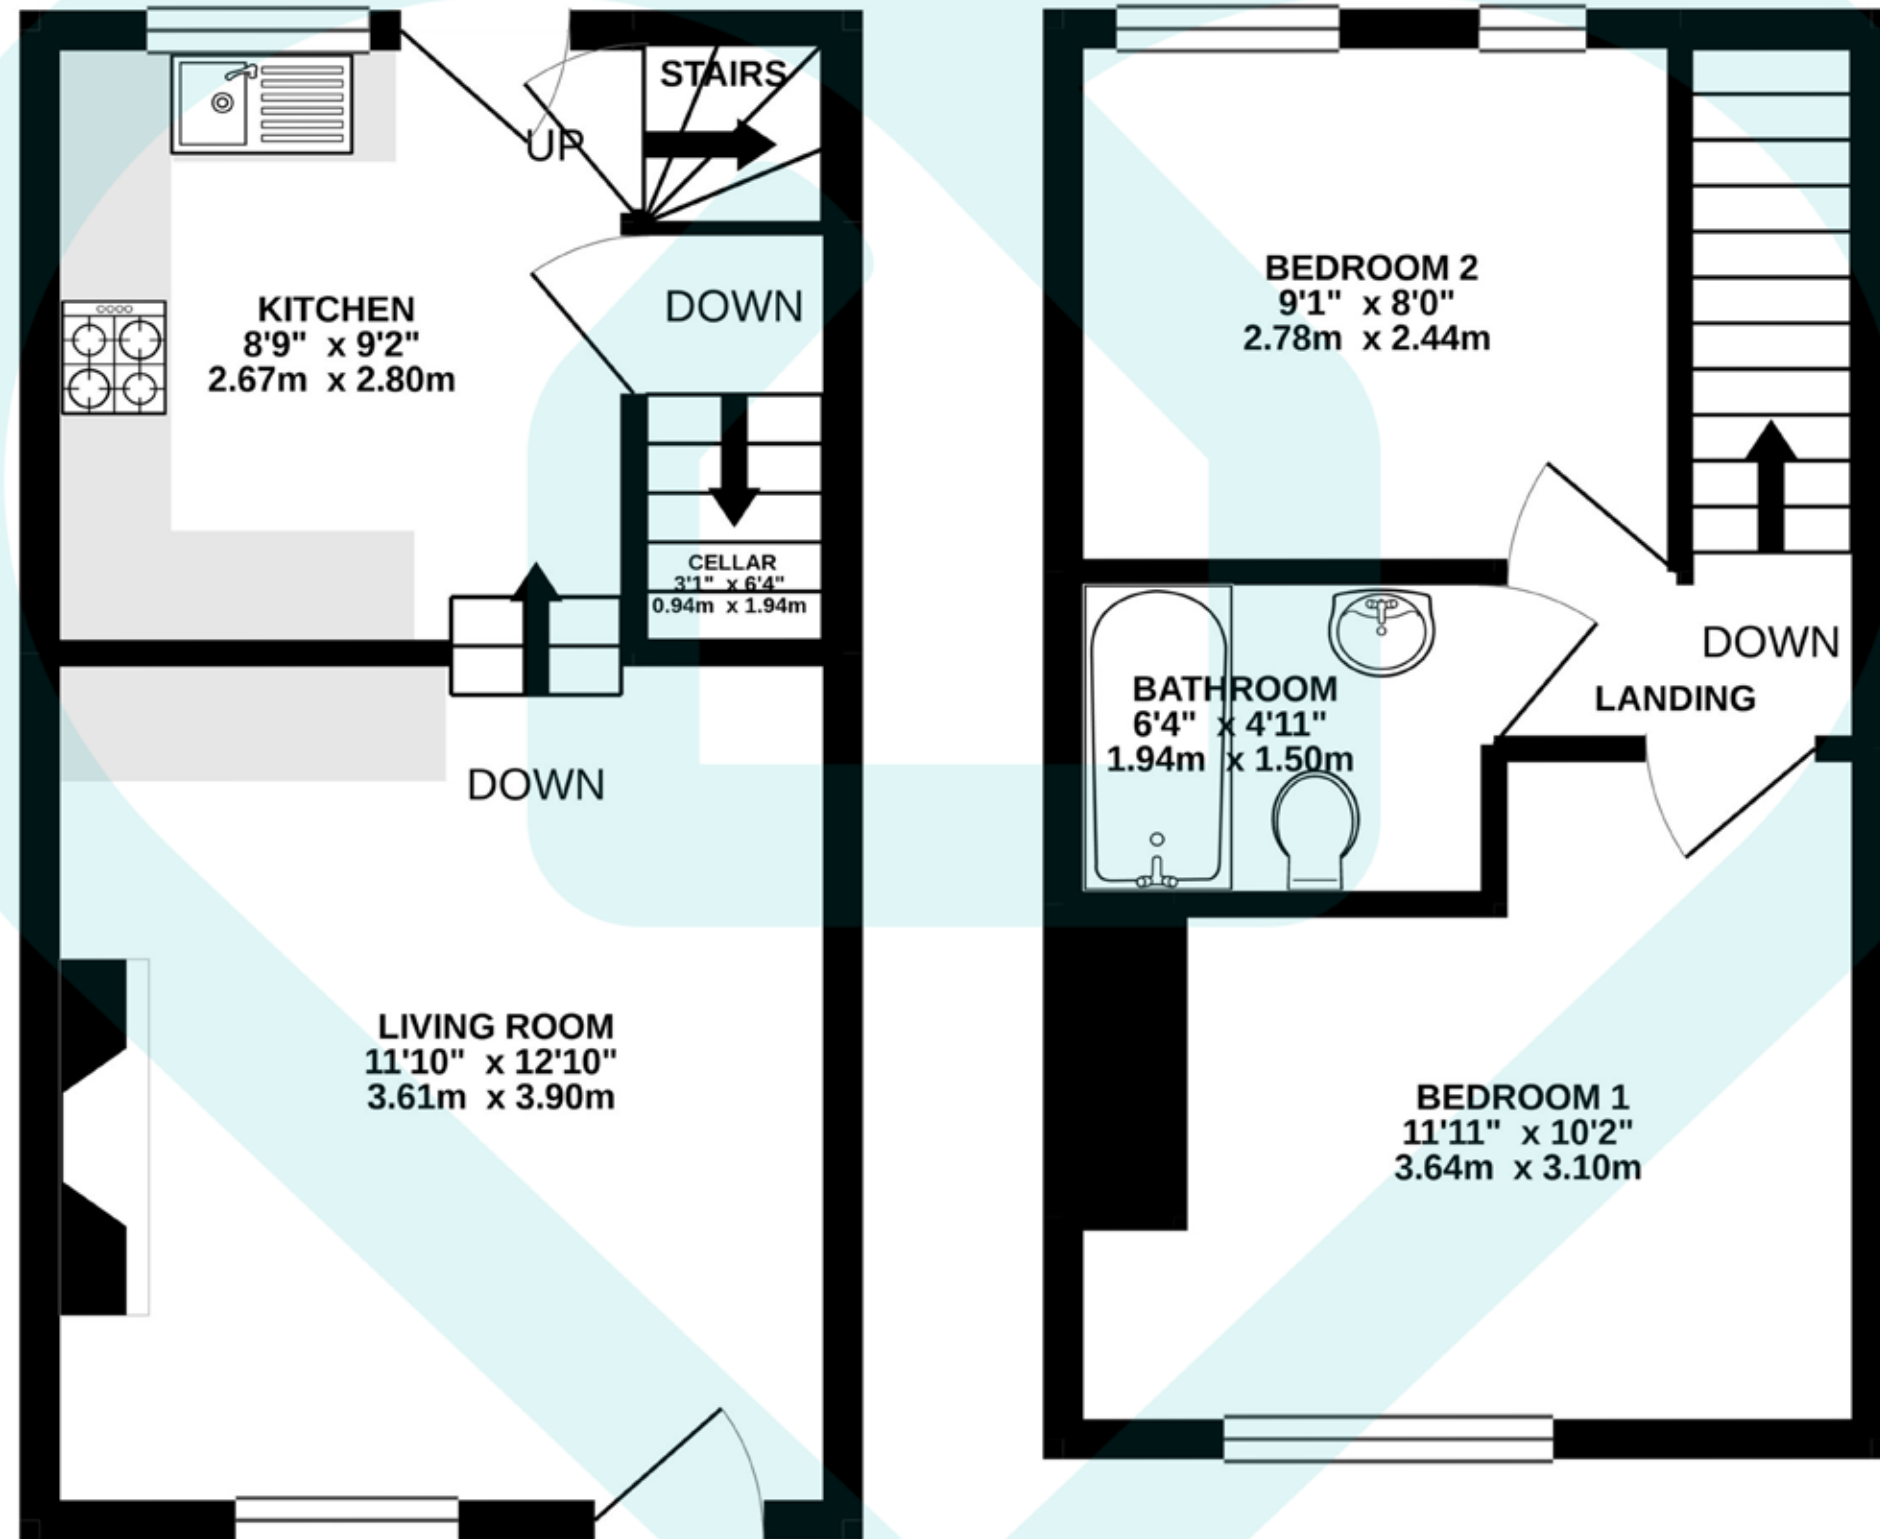 STAIRS
UP
KITCHEN
8'9" x 9'2"
2.67m x 2.80m
DOWN
CELLAR
3'1" x 6'4"
0.94m x 1.94m
DOWN
LIVING ROOM
11'10" x 12'10"
3.61m x 3.90m
BEDROOM 2
9'1" x 8'0"
2.78m x 2.44m
BATHROOM
6'4" x 4'11"
1.94m x 1.50m
DOWN
LANDING
BEDROOM 1
11'11" x 10'2"
3.64m x 3.10m